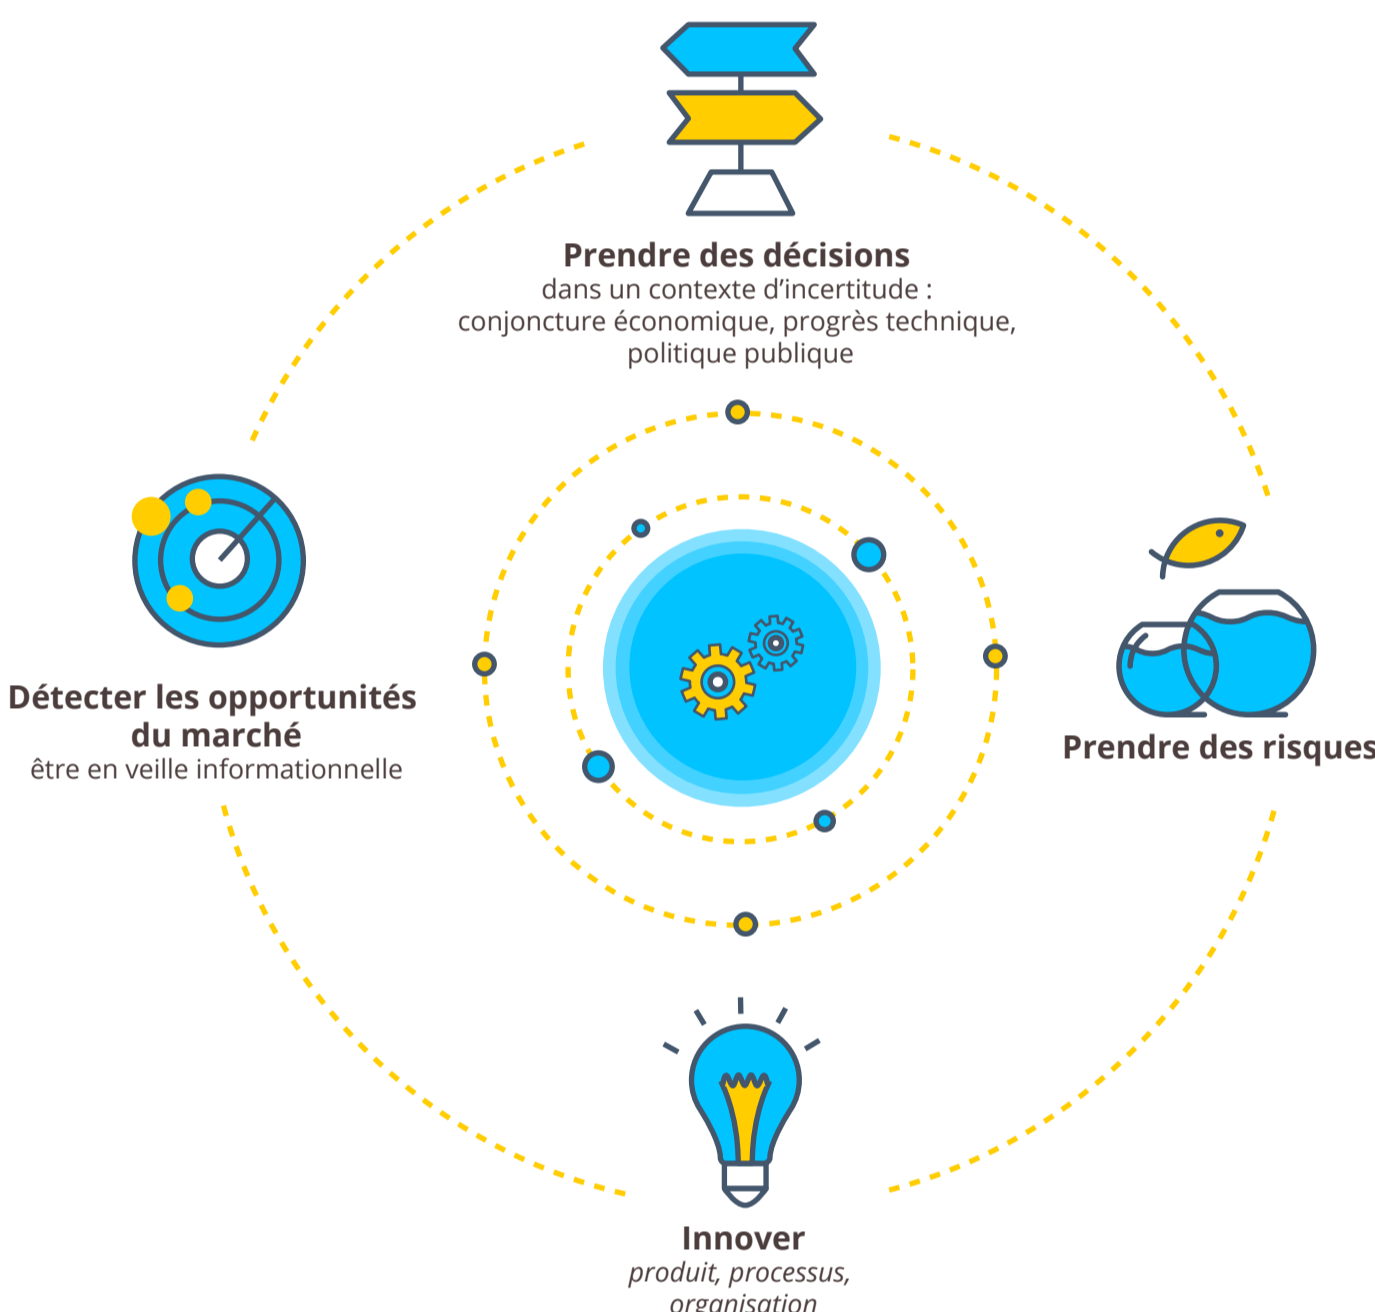 Prendre des décisions
dans un contexte d’incertitude :
conjoncture économique, progrès technique,
politique publique
Détecter les opportunités
du marché
être en veille informationnelle
Prendre des risques
Innover
produit, processus,
organisation